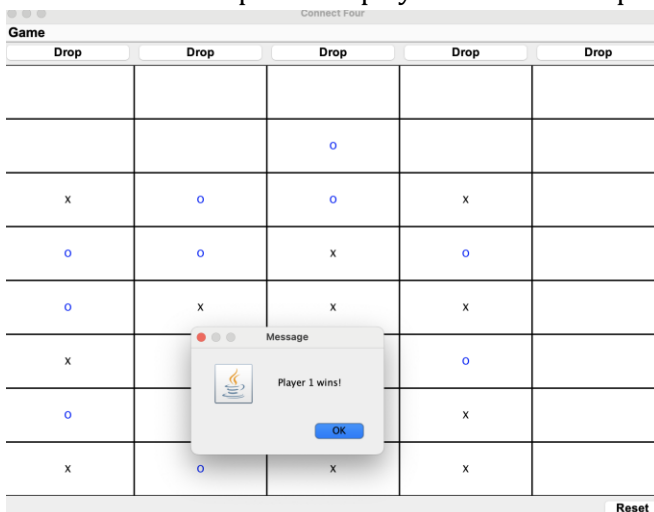 Connect Four
Game
Drop Drop Drop Drop Drop
o
x o o x
o o x o
o x x x
Message
x o
Player 1 wins!
o x
OK
x o x x
Reset